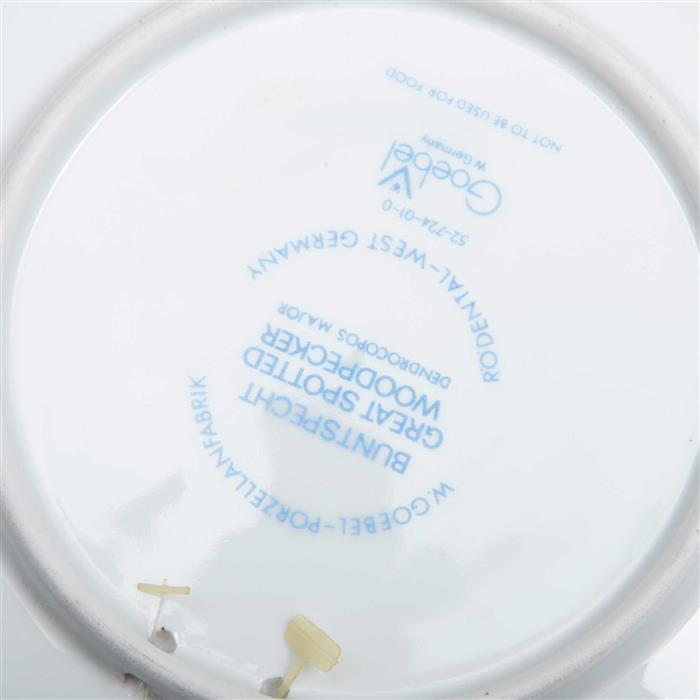 W. GOEBEL-PORZELLANFABRIK
BUNTSPECHT
GREAT SPOTTED
WOODPECKER
DENDROCOPOS MAJOR
RÖDENTAL-WEST GERMANY
52-724-01-0
Goebel
W Germany
NOT TO BE USED FOR FOOD